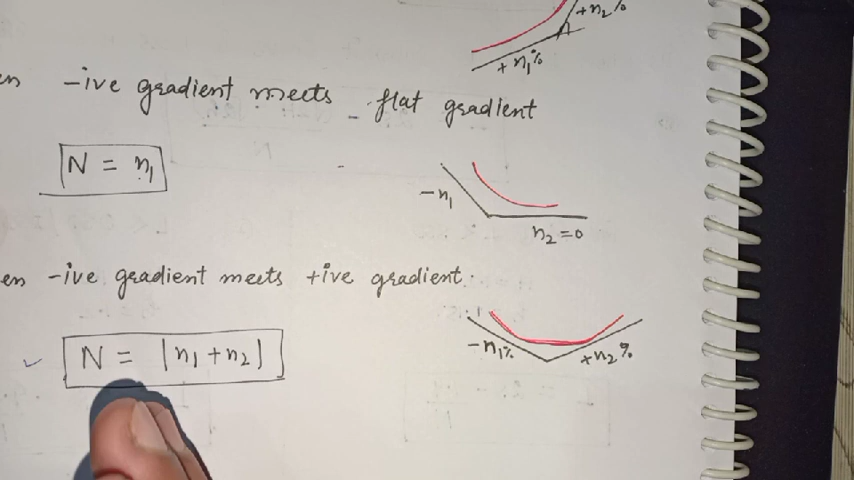 +n2%
+n1%
-ive gradient meets flat gradient
N = n1
-n1
n2=0
-ive gradient meets +ive gradient.
N = |n1+n2|
-n1%
+n2%